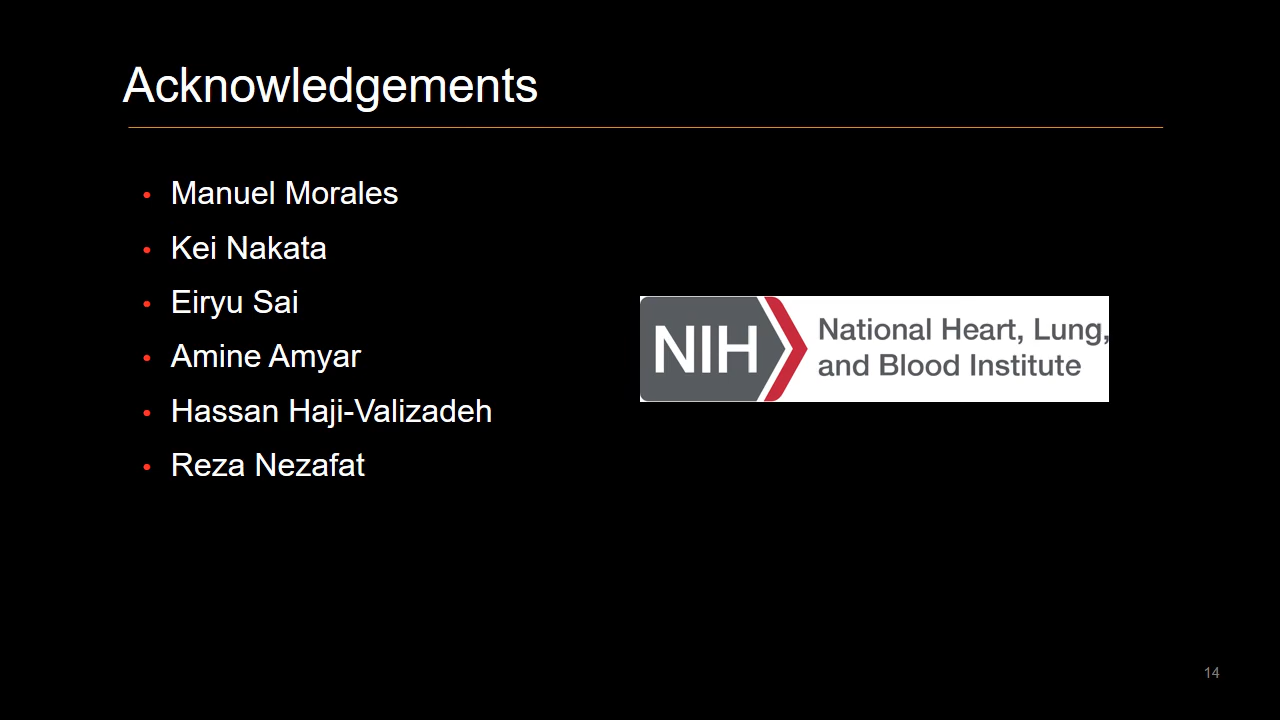 Acknowledgements
• Manuel Morales
• Kei Nakata
• Eiryu Sai
• Amine Amyar
• Hassan Haji-Valizadeh
• Reza Nezafat
NIH
National Heart, Lung,
and Blood Institute
14